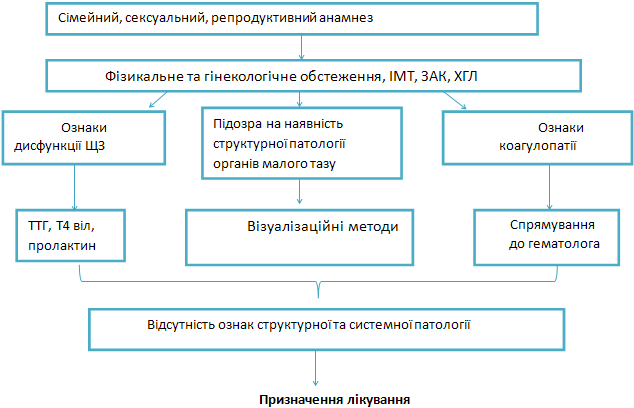 Сімейний, сексуальний, репродуктивний анамнез
Фізикальне та гінекологічне обстеження, ІМТ, ЗАК, ХГЛ
Ознаки
дисфункції ЩЗ
Підозра на наявність
структурної патології
органів малого тазу
Ознаки
коагулопатії
ТТГ, Т4 віл,
пролактин
Візуалізаційні методи
Спрямування
до гематолога
Відсутність ознак структурної та системної патології
Призначення лікування